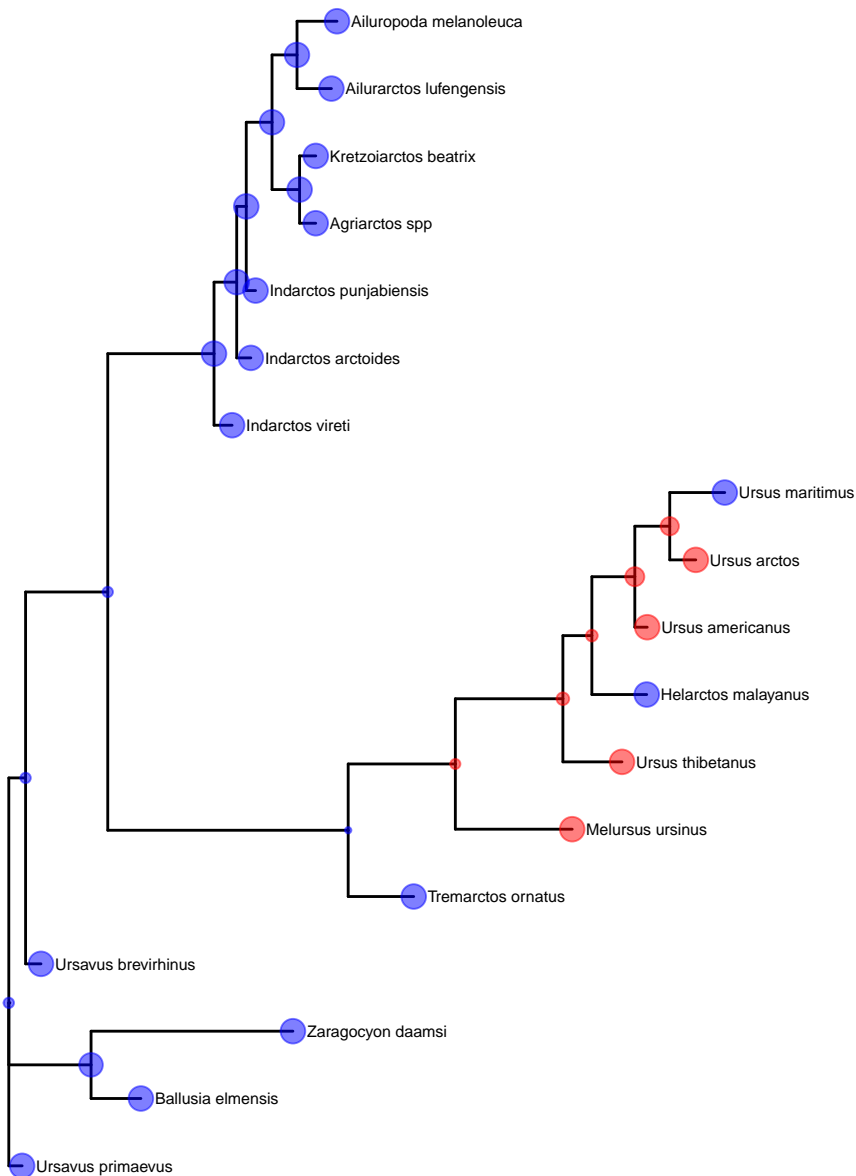 Ailuropoda melanoleuca
Ailurarctos lufengensis
Kretzoiarctos beatrix
Agriarctos spp
Indarctos punjabiensis
Indarctos arctoides
Indarctos vireti
Ursus maritimus
Ursus arctos
Ursus americanus
Helarctos malayanus
Ursus thibetanus
Melursus ursinus
Tremarctos ornatus
Ursavus brevirhinus
Zaragocyon daamsi
Ballusia elmensis
Ursavus primaevus